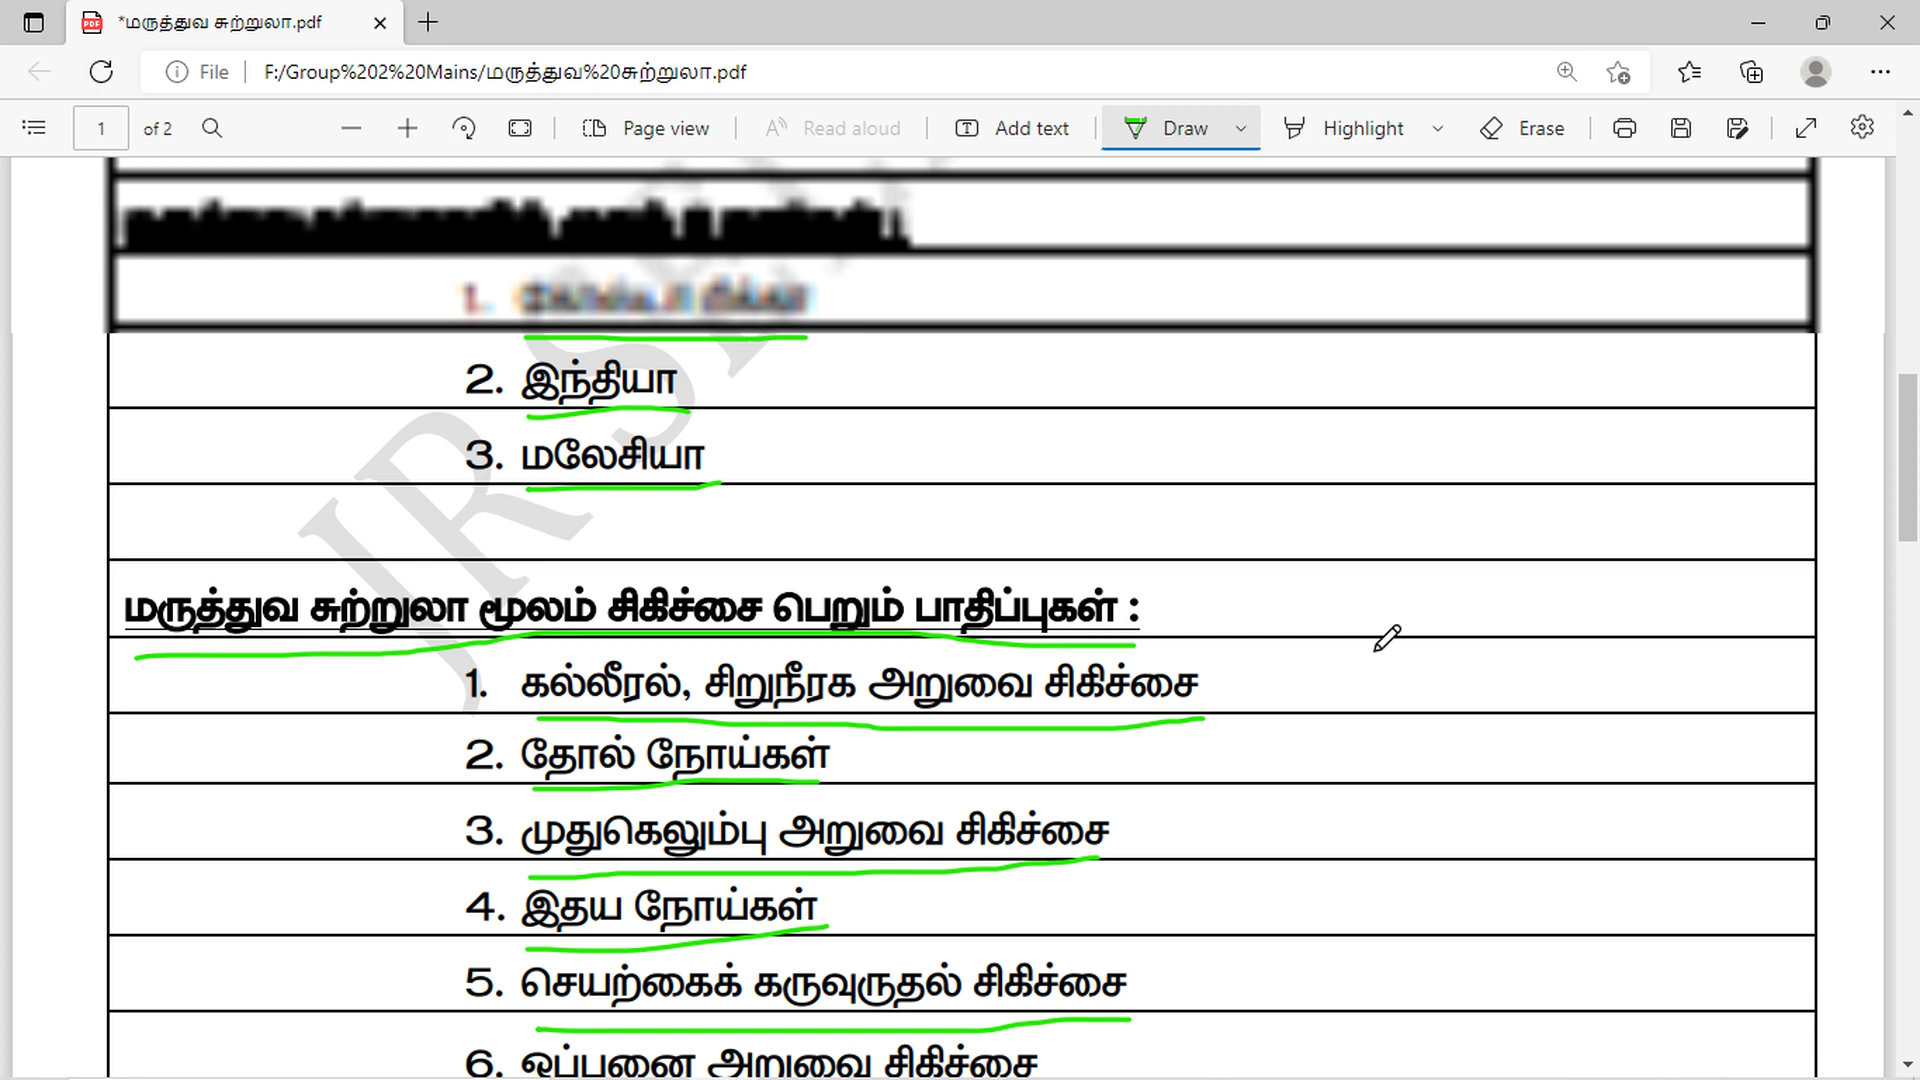 *மருத்துவ சுற்றுலா.pdf
File
F:/Group%202%20Mains/மருத்துவ%20சுற்றுலா.pdf
1 of 2
Page view
Read aloud
Add text
Draw
Highlight
Erase
1.
2. இந்தியா
3. மலேசியா
மருத்துவ சுற்றுலா மூலம் சிகிச்சை பெறும் பாதிப்புகள் :
1. கல்லீரல், சிறுநீரக அறுவை சிகிச்சை
2. தோல் நோய்கள்
3. முதுகெலும்பு அறுவை சிகிச்சை
4. இதய நோய்கள்
5. செயற்கைக் கருவுருதல் சிகிச்சை
6. ஒப்பனை அறுவை சிகிச்சை
JR